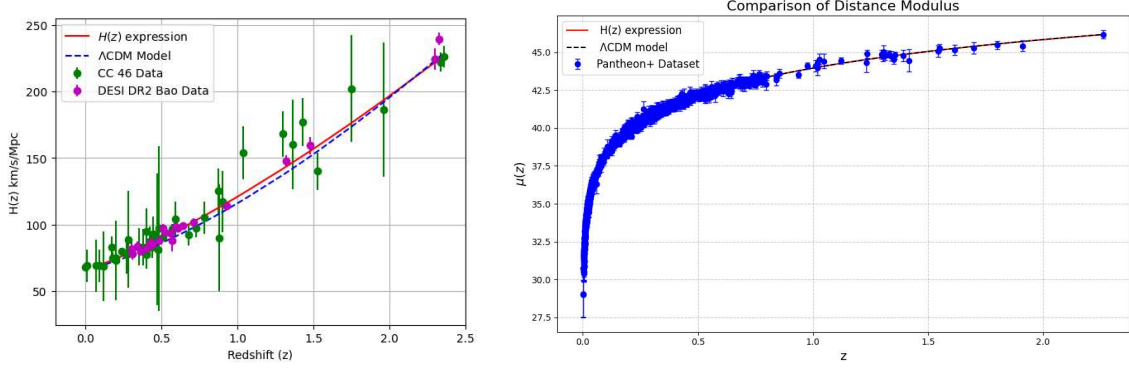 250
200
150
100
50
H(z) km/s/Mpc
H(z) expression
ΛCDM Model
CC 46 Data
DESI DR2 Bao Data
0.0 0.5 1.0 1.5 2.0 2.5
Redshift (z)
Comparison of Distance Modulus
45.0
42.5
40.0
37.5
35.0
32.5
30.0
27.5
μ(z)
H(z) expression
ΛCDM model
Pantheon+ Dataset
0.0 0.5 1.0 1.5 2.0
z